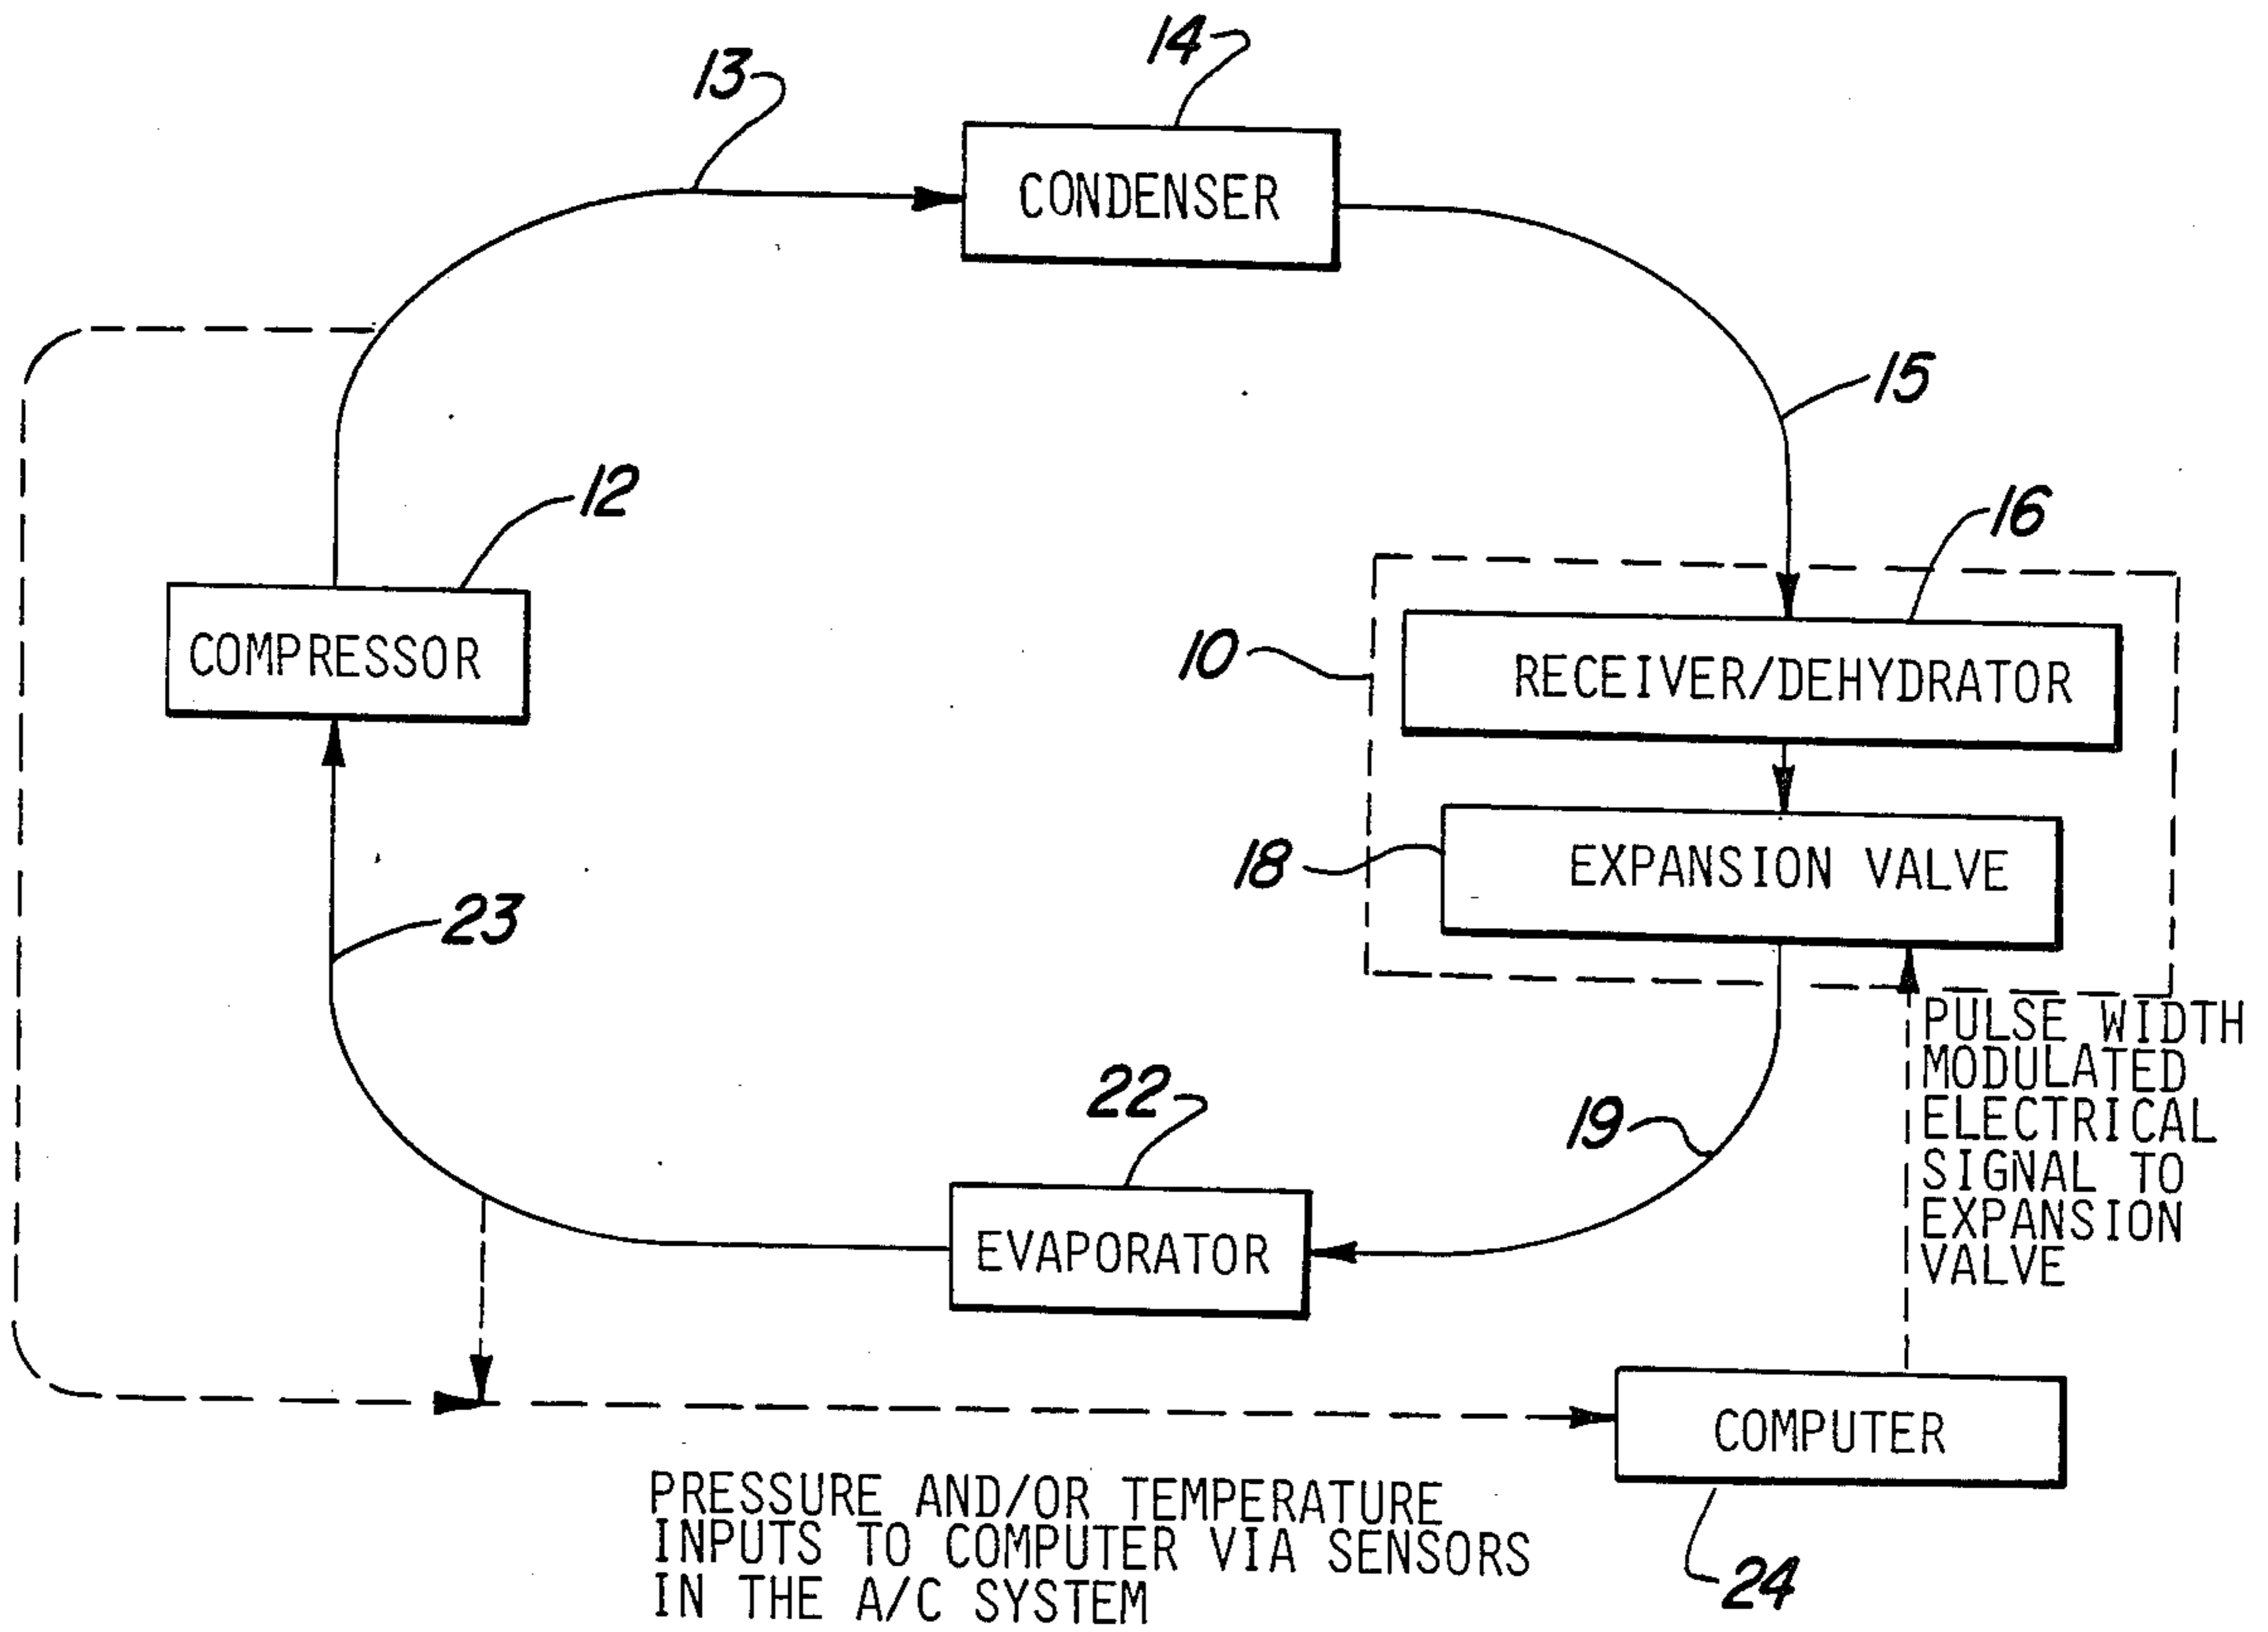 14
13
CONDENSER
15
12
16
COMPRESSOR
10
RECEIVER/DEHYDRATOR
18
EXPANSION VALVE
23
PULSE WIDTH
MODULATED
ELECTRICAL
SIGNAL TO
EXPANSION
VALVE
22
19
EVAPORATOR
COMPUTER
PRESSURE AND/OR TEMPERATURE
INPUTS TO COMPUTER VIA SENSORS
IN THE A/C SYSTEM
24